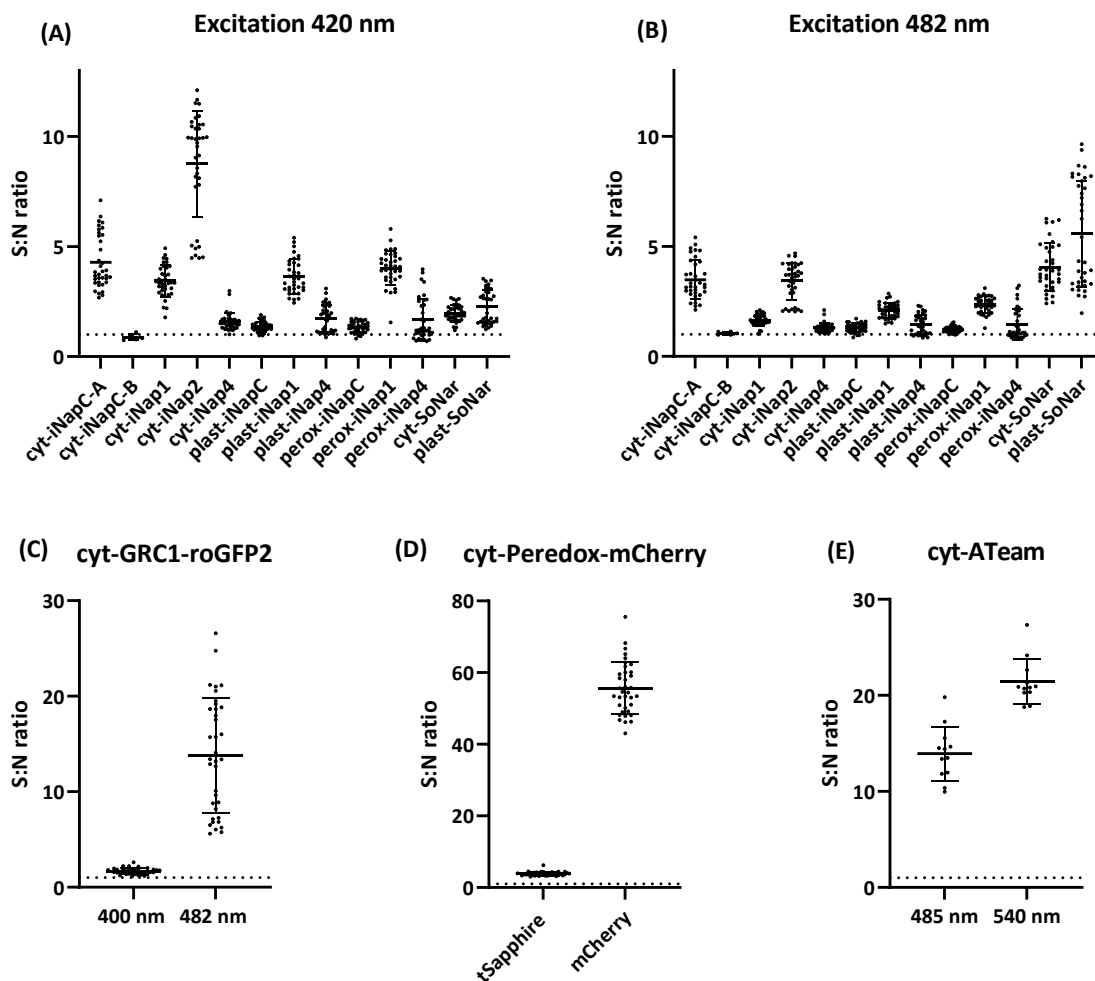 (A) Excitation 420 nm
S:N ratio
10
5
0
cyt-iNapC-A
cyt-iNapC-B
cyt-iNap1
cyt-iNap2
cyt-iNap4
plast-iNapC
plast-iNap1
plast-iNap4
perox-iNapC
perox-iNap1
perox-iNap4
cyt-SoNar
plast-SoNar
(B) Excitation 482 nm
S:N ratio
10
5
0
cyt-iNapC-A
cyt-iNapC-B
cyt-iNap1
cyt-iNap2
cyt-iNap4
plast-iNapC
plast-iNap1
plast-iNap4
perox-iNapC
perox-iNap1
perox-iNap4
cyt-SoNar
plast-SoNar
(C) cyt-GRC1-roGFP2
S:N ratio
30
20
10
0
400 nm 482 nm
(D) cyt-Peredox-mCherry
S:N ratio
80
60
40
20
0
tSapphire
mCherry
(E) cyt-ATeam
S:N ratio
30
20
10
0
485 nm 540 nm